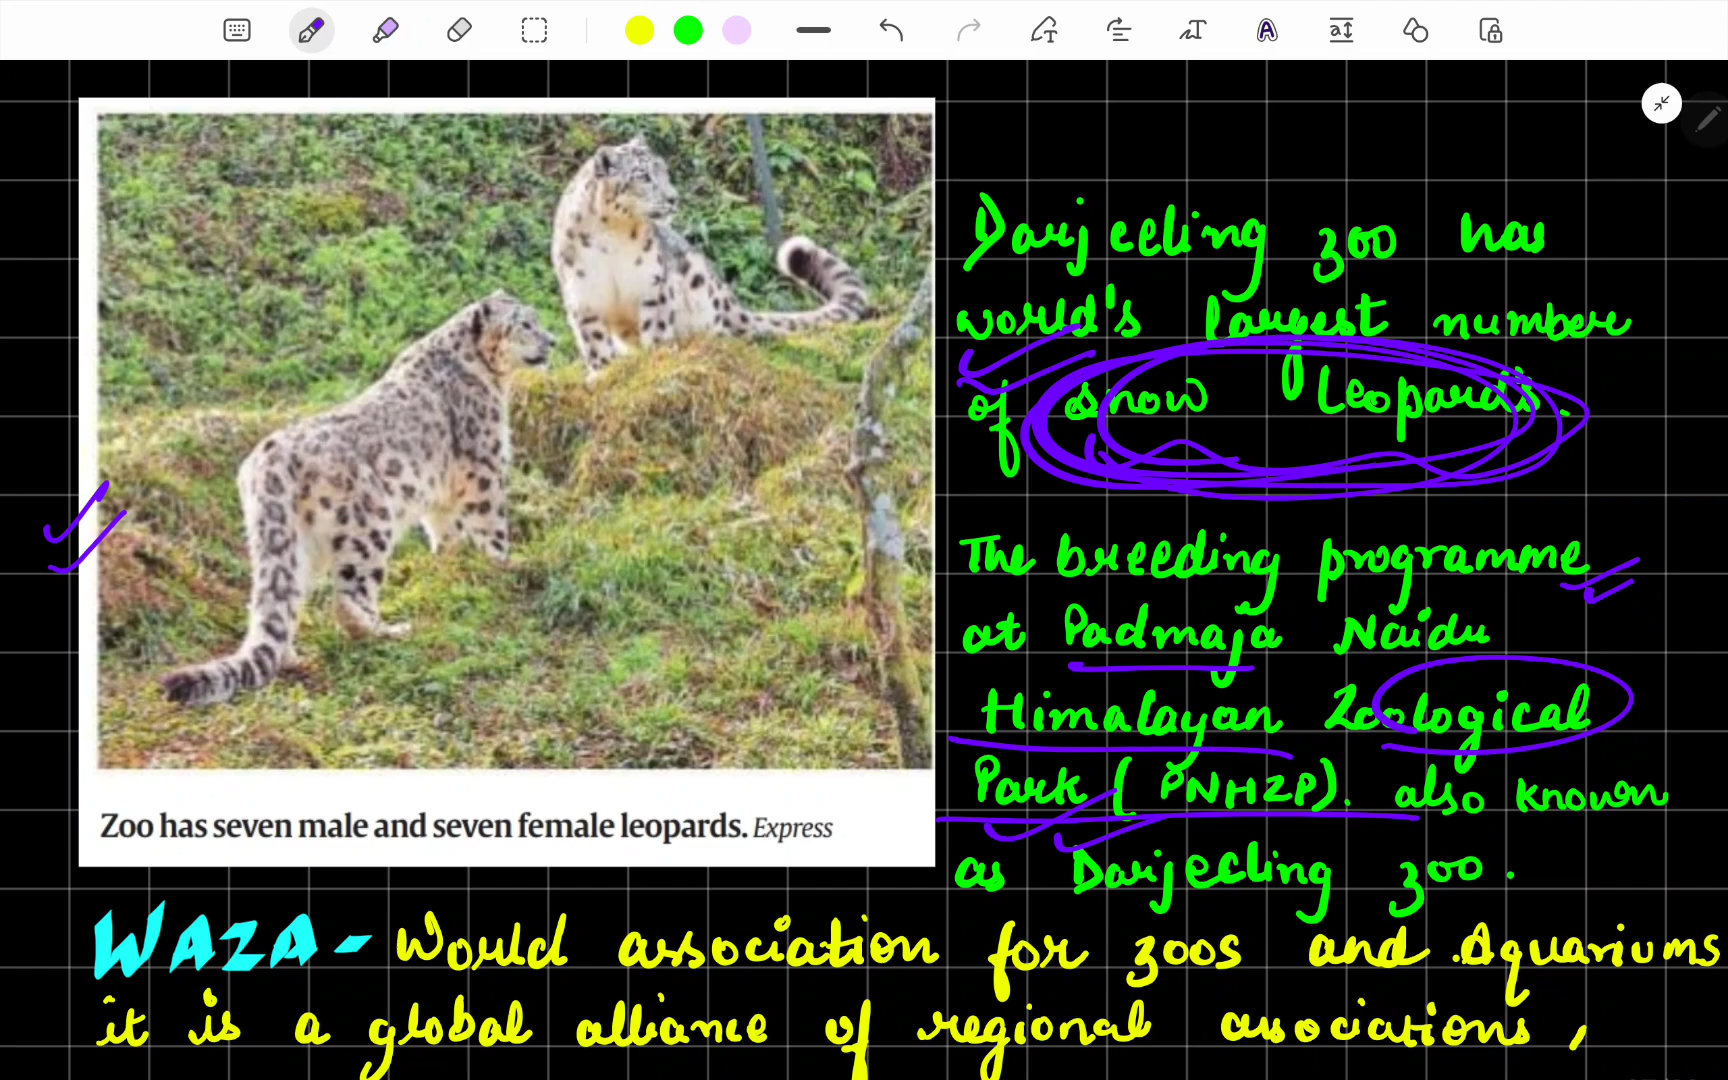 Darjeeling zoo has
world's largest number
of snow leopards.
The breeding programme
at Padmaja Naidu
Himalayan Zoological
Park (PNHZP). also known
as Darjeeling zoo.
Zoo has seven male and seven female leopards. Express
WAZA - World association for zoos and Aquariums
it is a global alliance of regional associations,